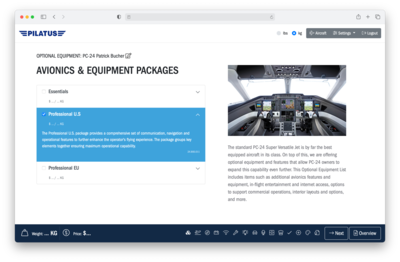 PILATUS
lbs
kg
Aircraft
Settings
Logout
OPTIONAL EQUIPMENT: PC-24 Patrick Bucher
AVIONICS & EQUIPMENT PACKAGES
Essentials
Professional U.S
The Professional U.S. package provides a comprehensive set of communication, navigation and
operational features to further enhance the operator's flying experience. The package groups key
elements together ensuring maximum operational capability.
Professional EU
The standard PC-24 Super Versatile Jet is by far the best
equipped aircraft in its class. On top of this, we are offering
optional equipment and features that allow PC-24 owners to
expand this capability even further. This Optional Equipment List
includes items such as additional avionics features and
equipment, in-flight entertainment and internet access, options
to support commercial operations, interior layouts and options,
and more.
Weight: ... KG
Price: $...
Next
Overview